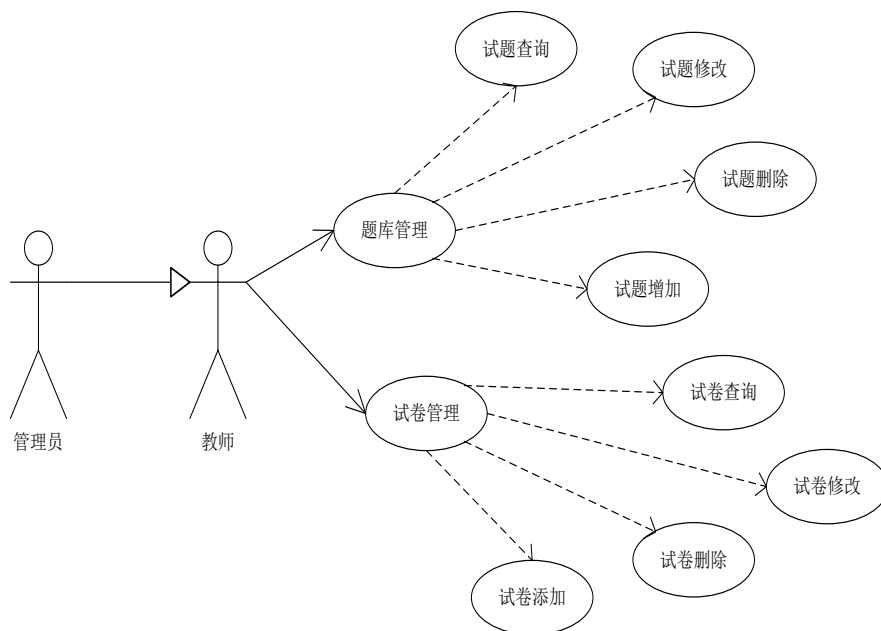 试题查询
试题修改
试题删除
题库管理
试题增加
试卷查询
试卷管理
管理员
教师
试卷修改
试卷删除
试卷添加